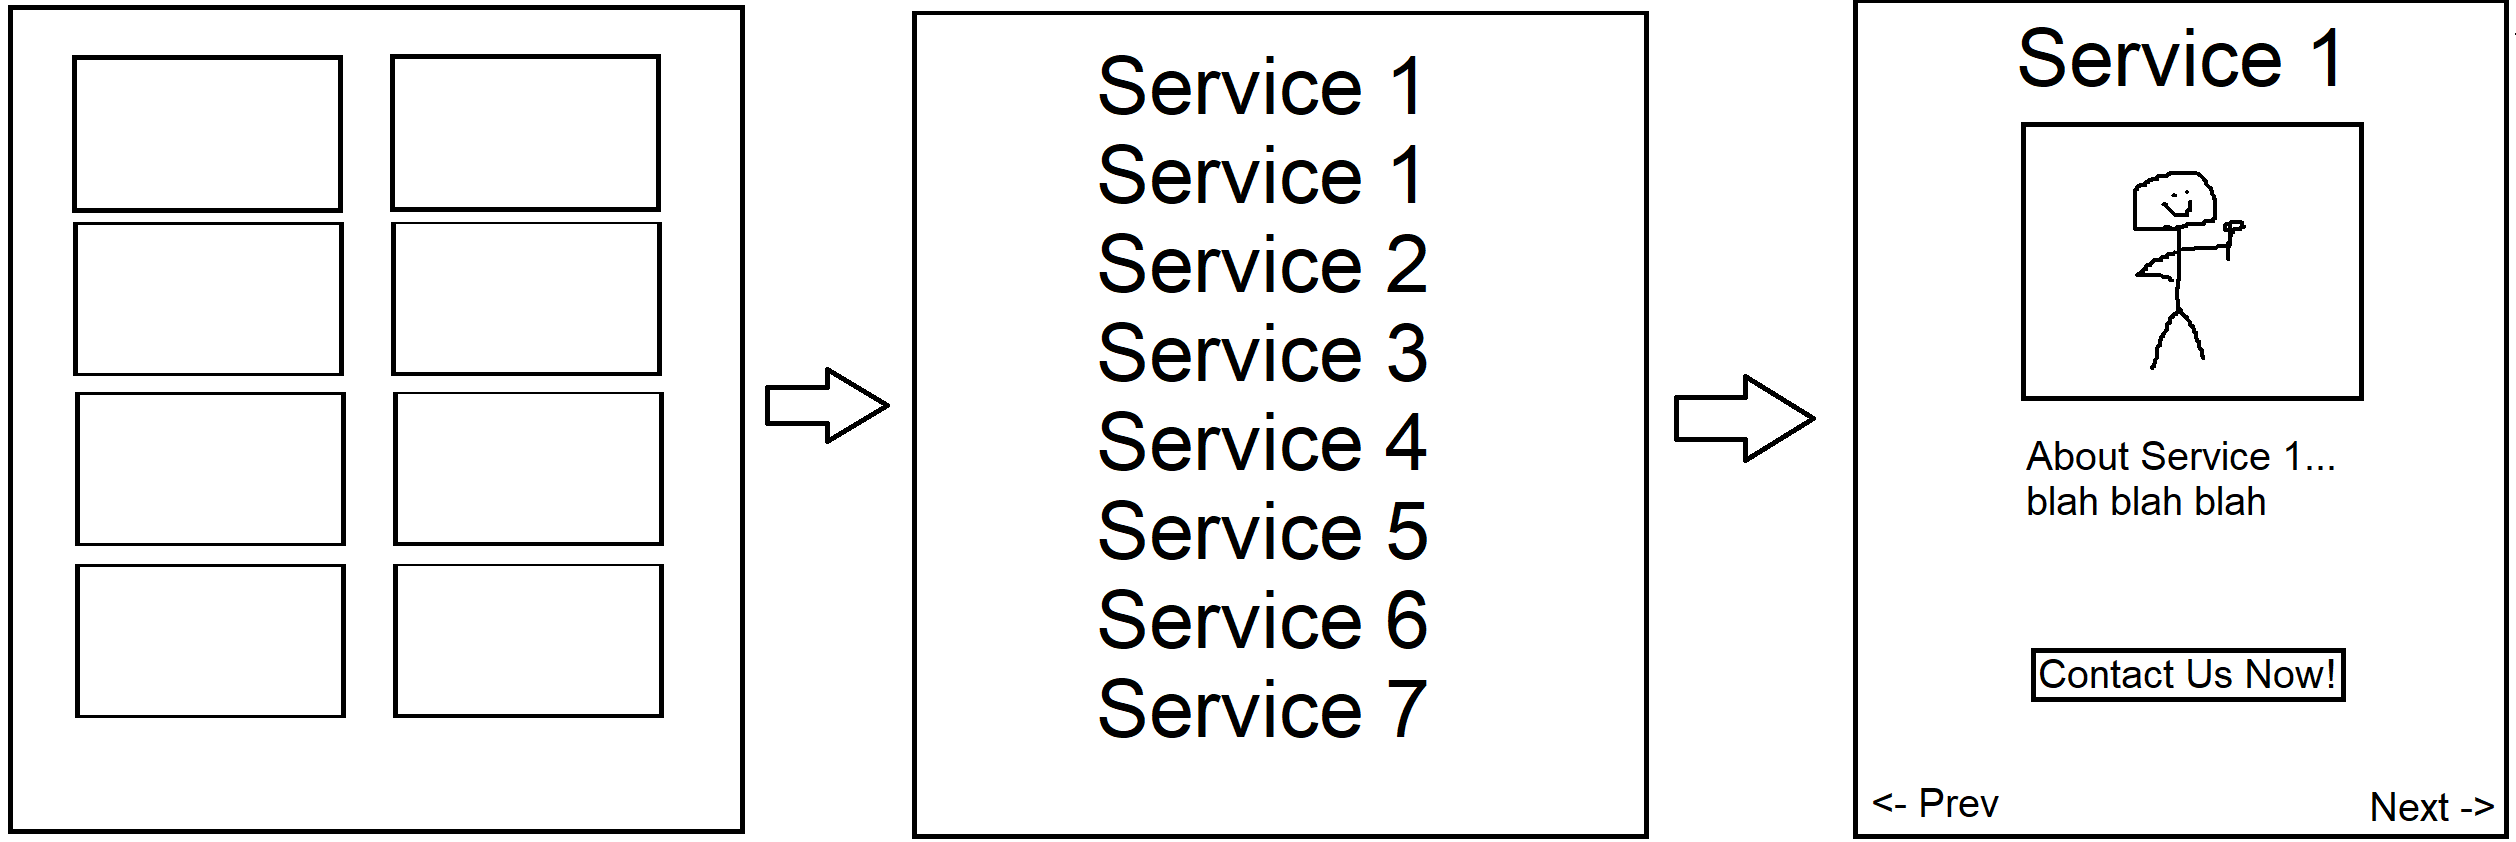 Service 1
Service 1
Service 2
Service 3
Service 4
Service 5
Service 6
Service 7
Service 1
About Service 1...
blah blah blah
Contact Us Now!
<- Prev
Next ->